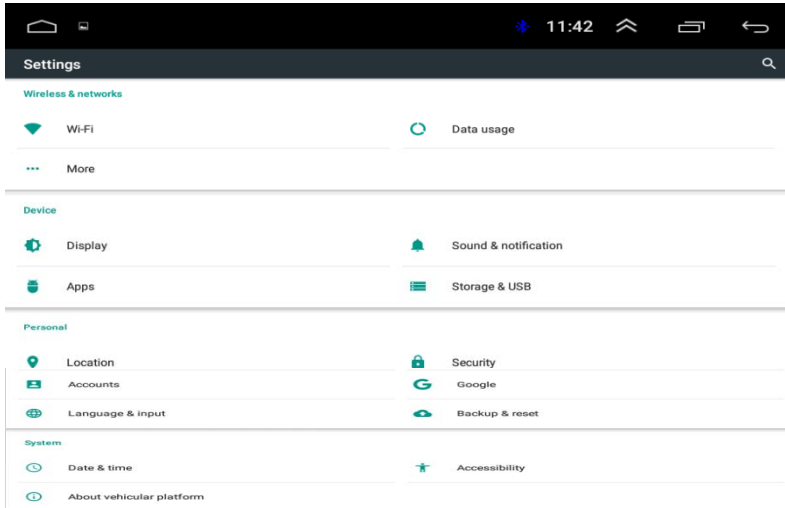 11:42
Settings
Wireless & networks
Wi-Fi Data usage
More
Device
Display Sound & notification
Apps Storage & USB
Personal
Location Security
Accounts Google
Language & input Backup & reset
System
Date & time Accessibility
About vehicular platform